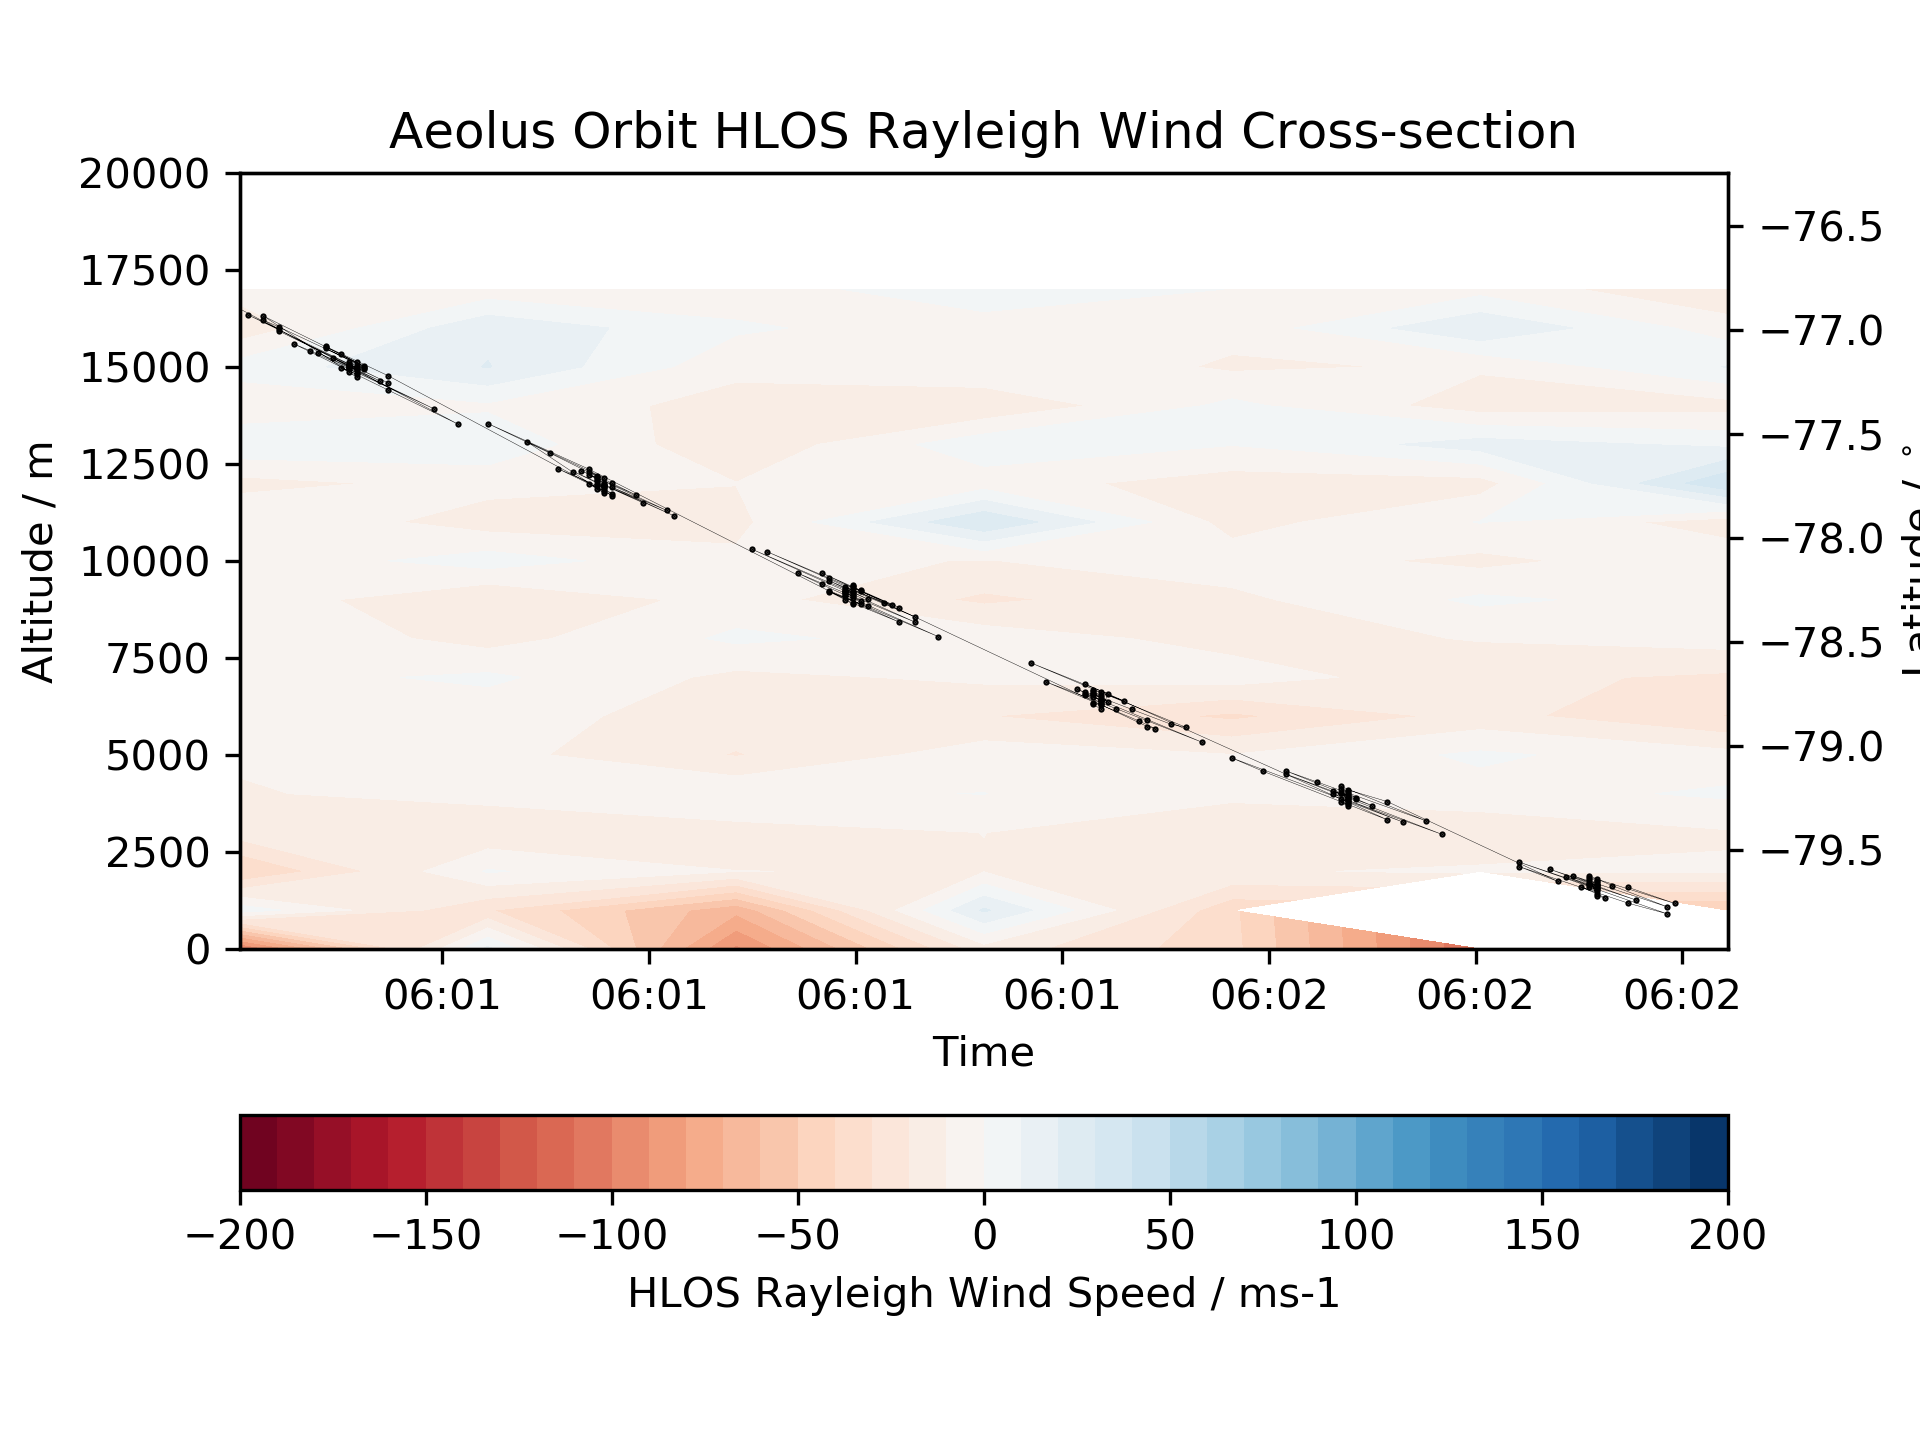 Aeolus Orbit HLOS Rayleigh Wind Cross-section
20000
17500
15000
12500
10000
7500
5000
2500
0
Altitude / m
−76.5
−77.0
−77.5
−78.0
−78.5
−79.0
−79.5
Latitude / °
06:01 06:01 06:01 06:01 06:02 06:02 06:02
Time
−200 −150 −100 −50 0 50 100 150 200
HLOS Rayleigh Wind Speed / ms-1